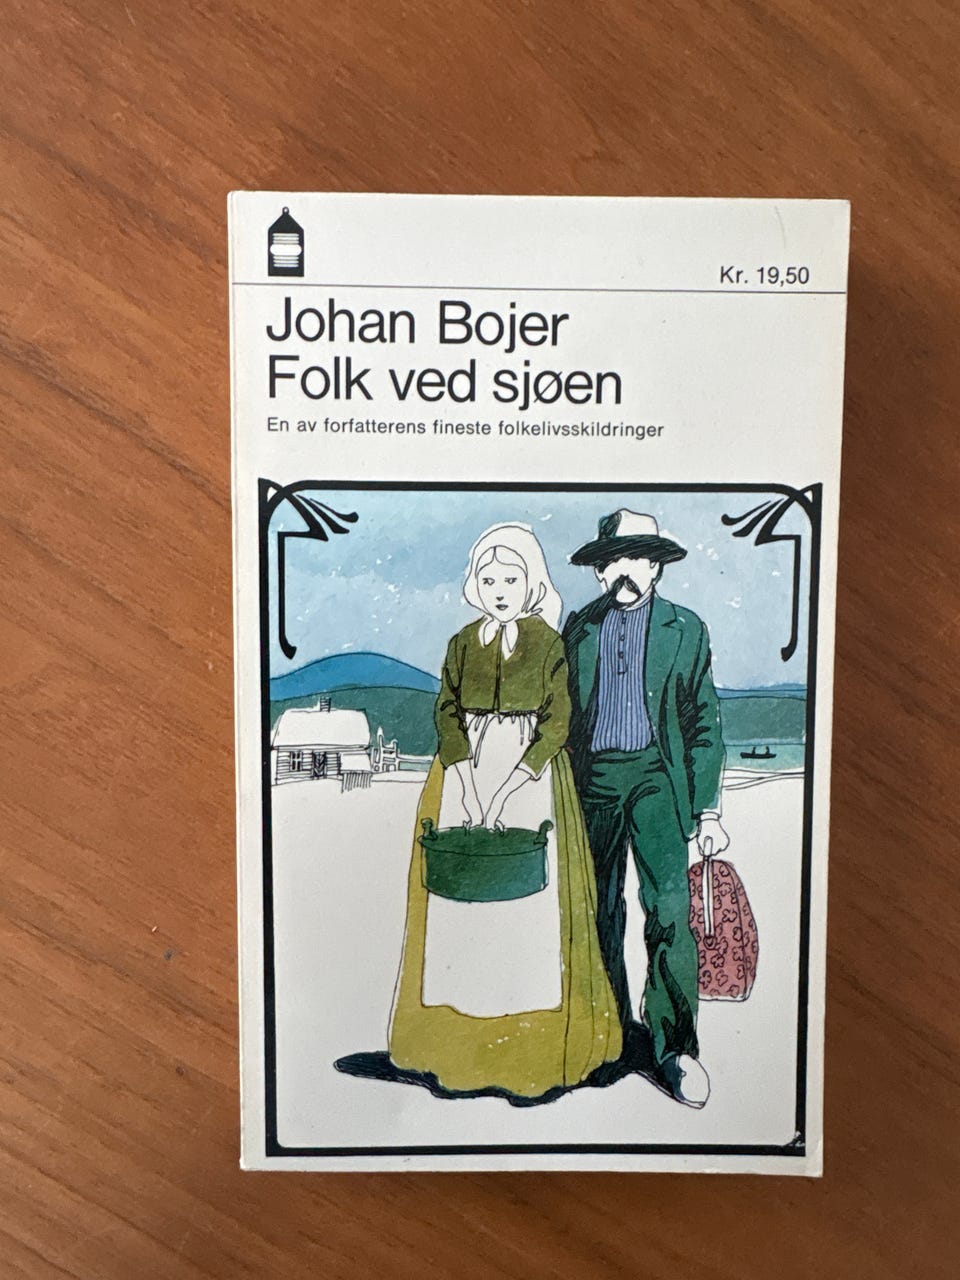 Kr. 19,50
Johan Bojer
Folk ved sjøen
En av forfatterens fineste folkelivsskildringer